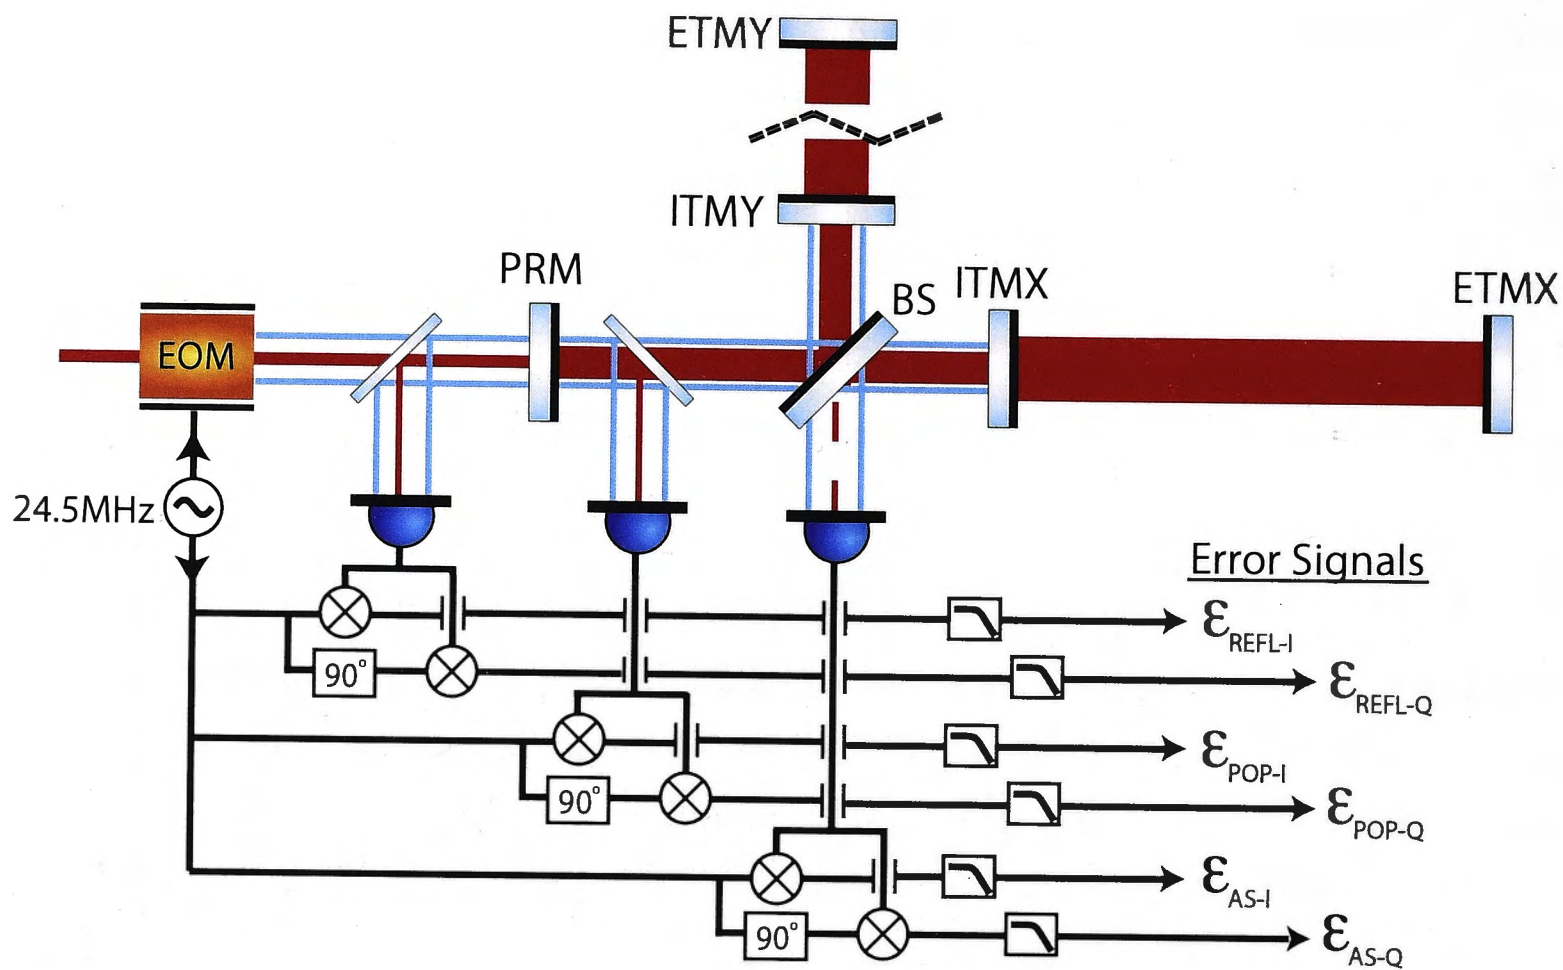 ETMY
ITMY
PRM
BS
ITMX
ETMX
EOM
24.5MHz
Error Signals
εREFL-I
90°
εREFL-Q
εPOP-I
90°
εPOP-Q
εAS-I
90°
εAS-Q